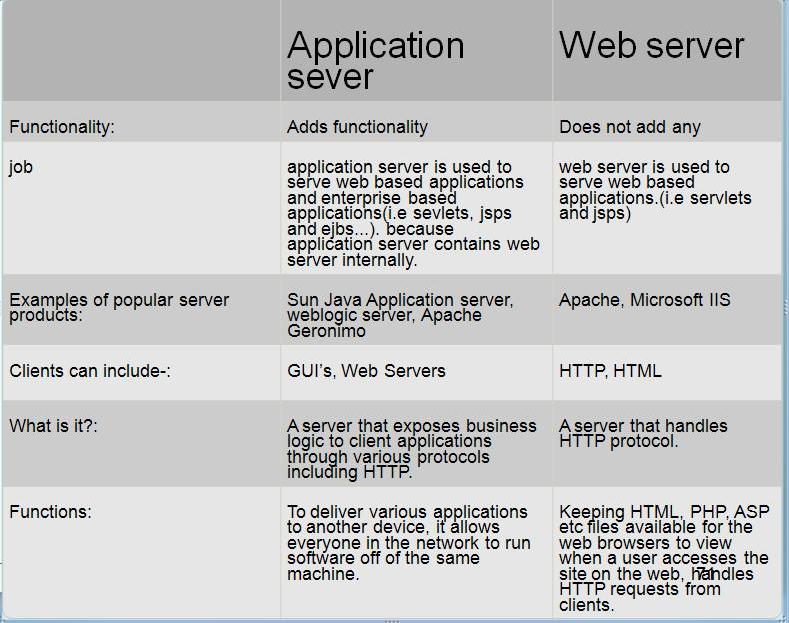 Application
sever
Web server
Functionality:
Adds functionality
Does not add any
job
application server is used to
serve web based applications
and enterprise based
applications(i.e sevlets, jsps
and ejbs...). because
application server contains web
server internally.
web server is used to
serve web based
applications.(i.e servlets
and jsps)
Examples of popular server
products:
Sun Java Application server,
weblogic server, Apache
Geronimo
Apache, Microsoft IIS
Clients can include-:
GUI’s, Web Servers
HTTP, HTML
What is it?:
A server that exposes business
logic to client applications
through various protocols
including HTTP.
A server that handles
HTTP protocol.
Functions:
To deliver various applications
to another device, it allows
everyone in the network to run
software off of the same
machine.
Keeping HTML, PHP, ASP
etc files available for the
web browsers to view
when a user accesses the
site on the web, handles
HTTP requests from
clients.
71